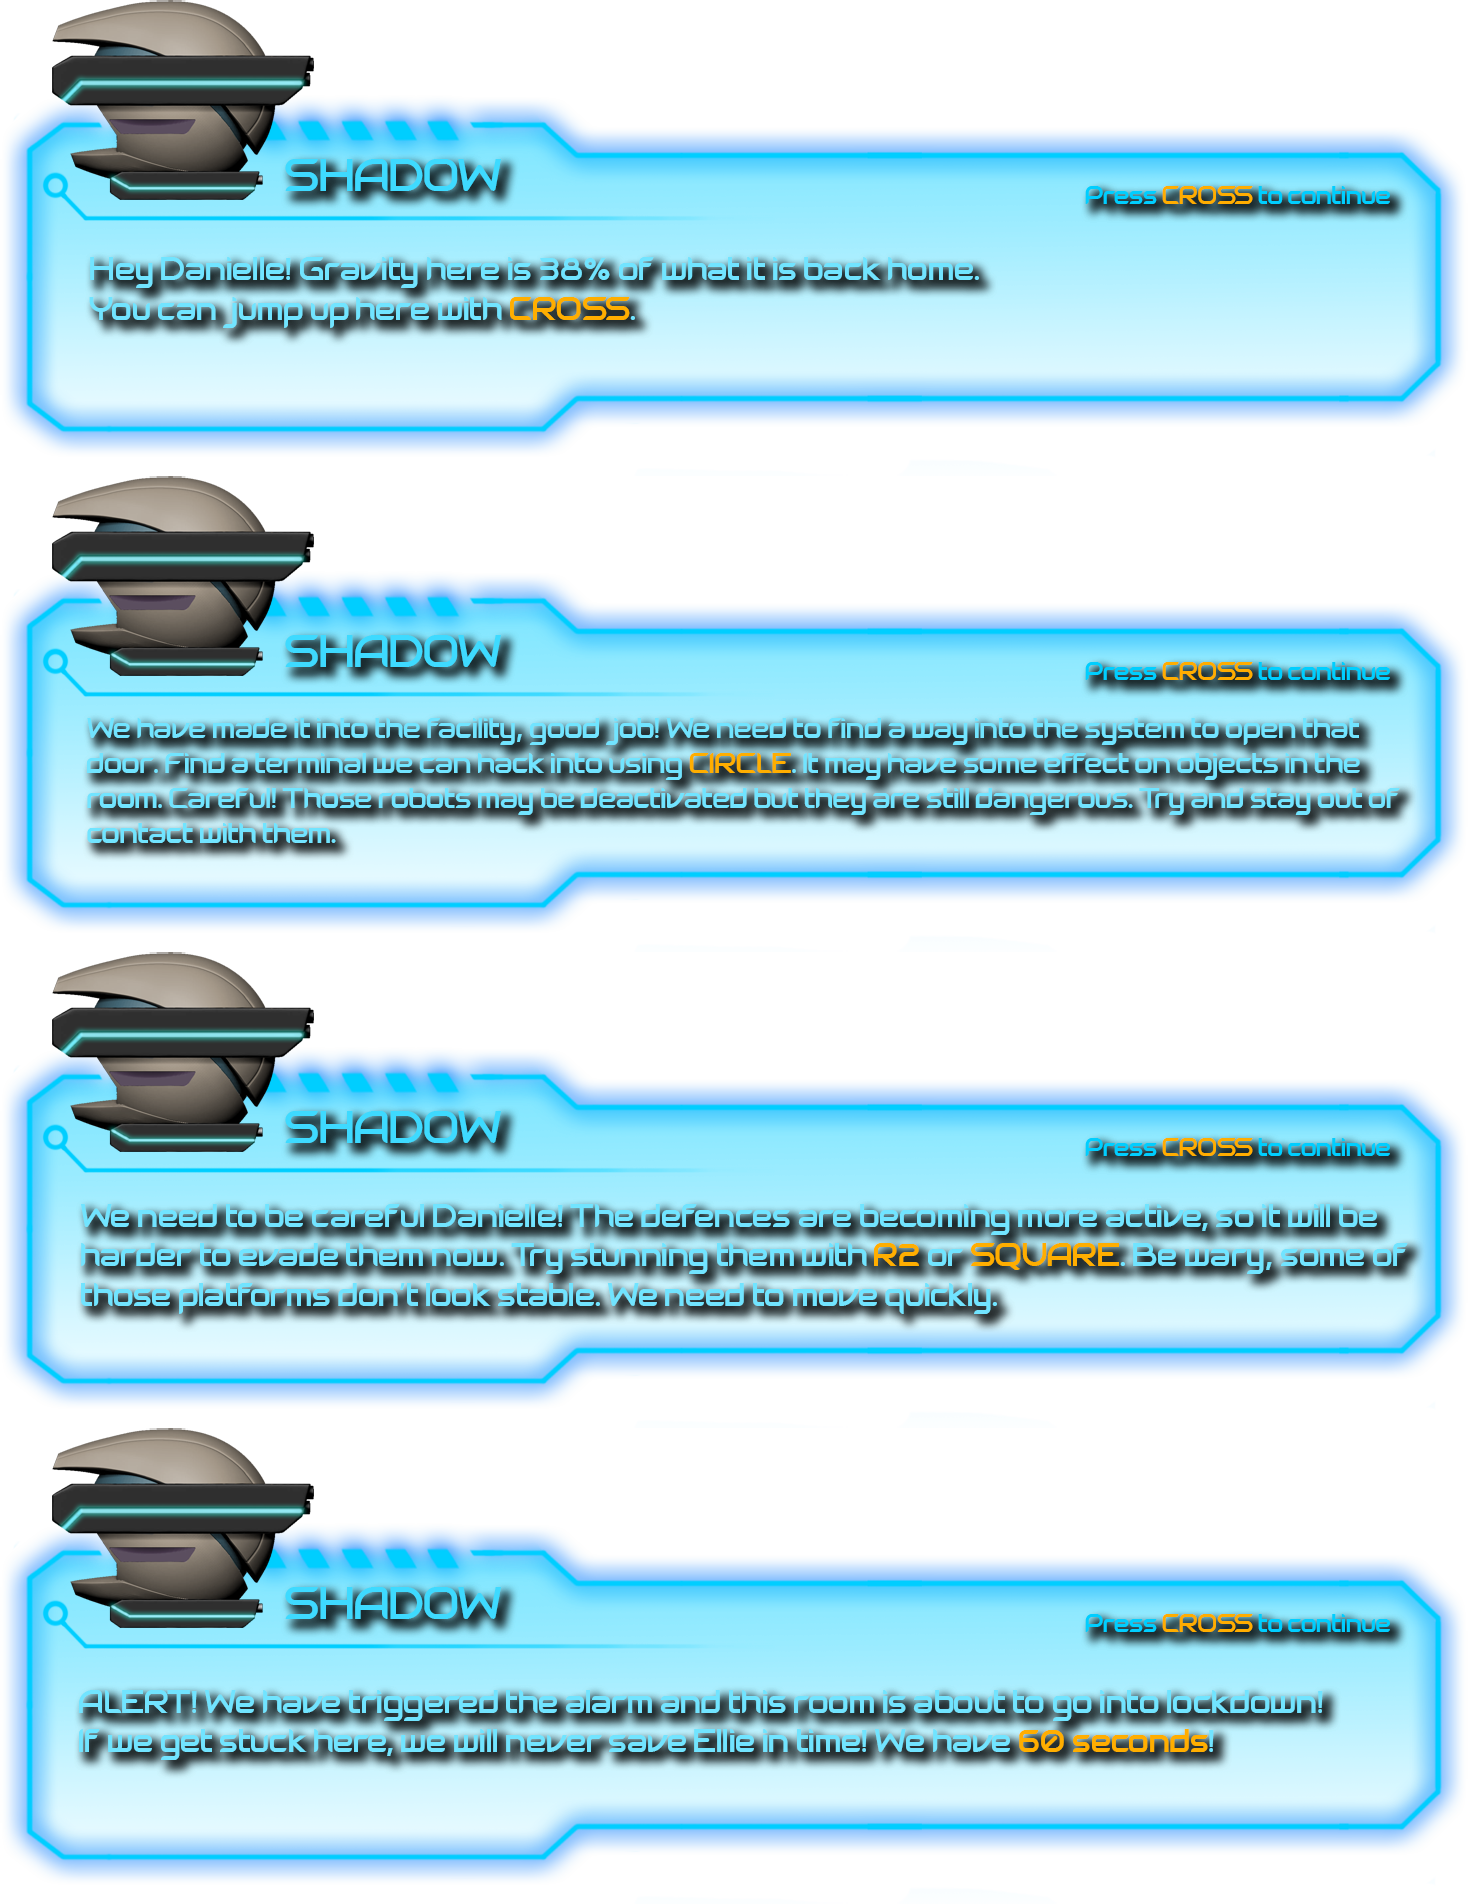 SHADOW
Press CROSS to continue
Hey Danielle! Gravity here is 38% of what it is back home.
You can jump up here with CROSS.
SHADOW
Press CROSS to continue
We have made it into the facility, good job! We need to find a way into the system to open that
door. Find a terminal we can hack into using CIRCLE. It may have some effect on objects in the
room. Careful! Those robots may be deactivated but they are still dangerous. Try and stay out of
contact with them.
SHADOW
Press CROSS to continue
We need to be careful Danielle! The defences are becoming more active, so it will be
harder to evade them now. Try stunning them with R2 or SQUARE. Be wary, some of
those platforms don't look stable. We need to move quickly.
SHADOW
Press CROSS to continue
ALERT! We have triggered the alarm and this room is about to go into lockdown!
If we get stuck here, we will never save Ellie in time! We have 60 seconds!